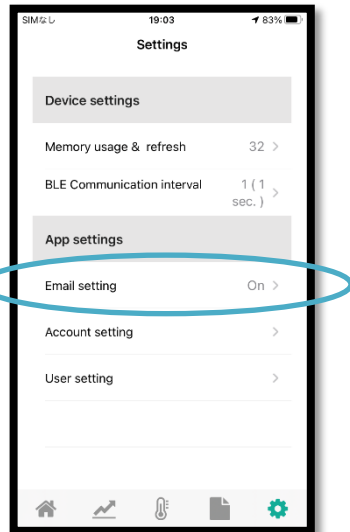 SIMなし 19:03 83%
Settings
Device settings
Memory usage & refresh 32 >
BLE Communication interval 1 ( 1
sec. ) >
App settings
Email setting On >
Account setting >
User setting >